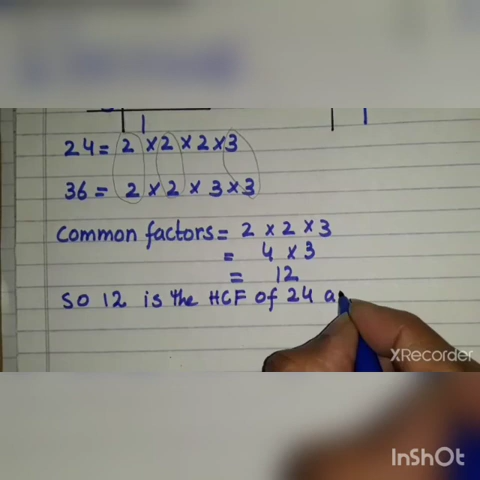 24 = 2 × 2 × 2 × 3
36 = 2 × 2 × 3 × 3
Common factors = 2 × 2 × 3
= 4 × 3
= 12
So 12 is the HCF of 24 a
XRecorder
InShOt